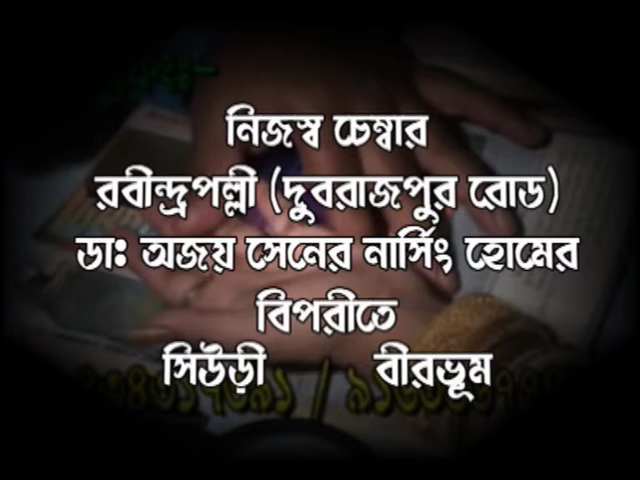 নিজস্ব চেম্বার
রবীন্দ্রপল্লী (দুবরাজপুর রোড)
ডাঃ অজয় সেনের নার্সিং হোমের
বিপরীতে
সিউড়ী বীরভূম